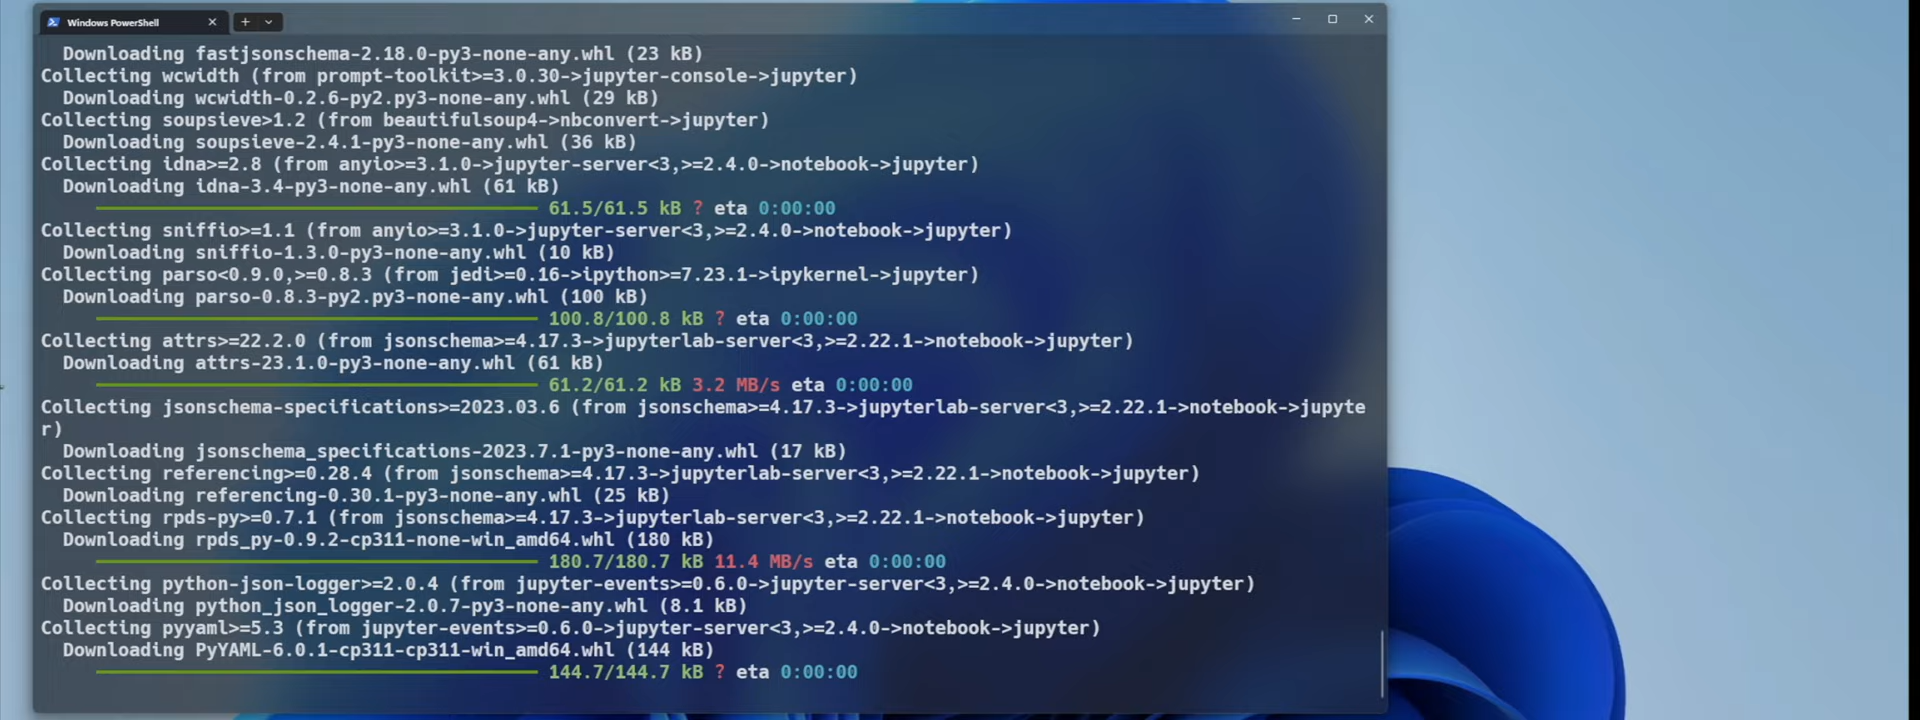 Windows PowerShell
Downloading fastjsonschema-2.18.0-py3-none-any.whl (23 kB)
Collecting wcwidth (from prompt-toolkit>=3.0.30->jupyter-console->jupyter)
Downloading wcwidth-0.2.6-py2.py3-none-any.whl (29 kB)
Collecting soupsieve>1.2 (from beautifulsoup4->nbconvert->jupyter)
Downloading soupsieve-2.4.1-py3-none-any.whl (36 kB)
Collecting idna>=2.8 (from anyio>=3.1.0->jupyter-server<3,>=2.4.0->notebook->jupyter)
Downloading idna-3.4-py3-none-any.whl (61 kB)
61.5/61.5 kB ? eta 0:00:00
Collecting sniffio>=1.1 (from anyio>=3.1.0->jupyter-server<3,>=2.4.0->notebook->jupyter)
Downloading sniffio-1.3.0-py3-none-any.whl (10 kB)
Collecting parso<0.9.0,>=0.8.3 (from jedi>=0.16->ipython>=7.23.1->ipykernel->jupyter)
Downloading parso-0.8.3-py2.py3-none-any.whl (100 kB)
100.8/100.8 kB ? eta 0:00:00
Collecting attrs>=22.2.0 (from jsonschema>=4.17.3->jupyterlab-server<3,>=2.22.1->notebook->jupyter)
Downloading attrs-23.1.0-py3-none-any.whl (61 kB)
61.2/61.2 kB 3.2 MB/s eta 0:00:00
Collecting jsonschema-specifications>=2023.03.6 (from jsonschema>=4.17.3->jupyterlab-server<3,>=2.22.1->notebook->jupyte
r)
Downloading jsonschema_specifications-2023.7.1-py3-none-any.whl (17 kB)
Collecting referencing>=0.28.4 (from jsonschema>=4.17.3->jupyterlab-server<3,>=2.22.1->notebook->jupyter)
Downloading referencing-0.30.1-py3-none-any.whl (25 kB)
Collecting rpds-py>=0.7.1 (from jsonschema>=4.17.3->jupyterlab-server<3,>=2.22.1->notebook->jupyter)
Downloading rpds_py-0.9.2-cp311-none-win_amd64.whl (180 kB)
180.7/180.7 kB 11.4 MB/s eta 0:00:00
Collecting python-json-logger>=2.0.4 (from jupyter-events>=0.6.0->jupyter-server<3,>=2.4.0->notebook->jupyter)
Downloading python_json_logger-2.0.7-py3-none-any.whl (8.1 kB)
Collecting pyyaml>=5.3 (from jupyter-events>=0.6.0->jupyter-server<3,>=2.4.0->notebook->jupyter)
Downloading PyYAML-6.0.1-cp311-cp311-win_amd64.whl (144 kB)
144.7/144.7 kB ? eta 0:00:00